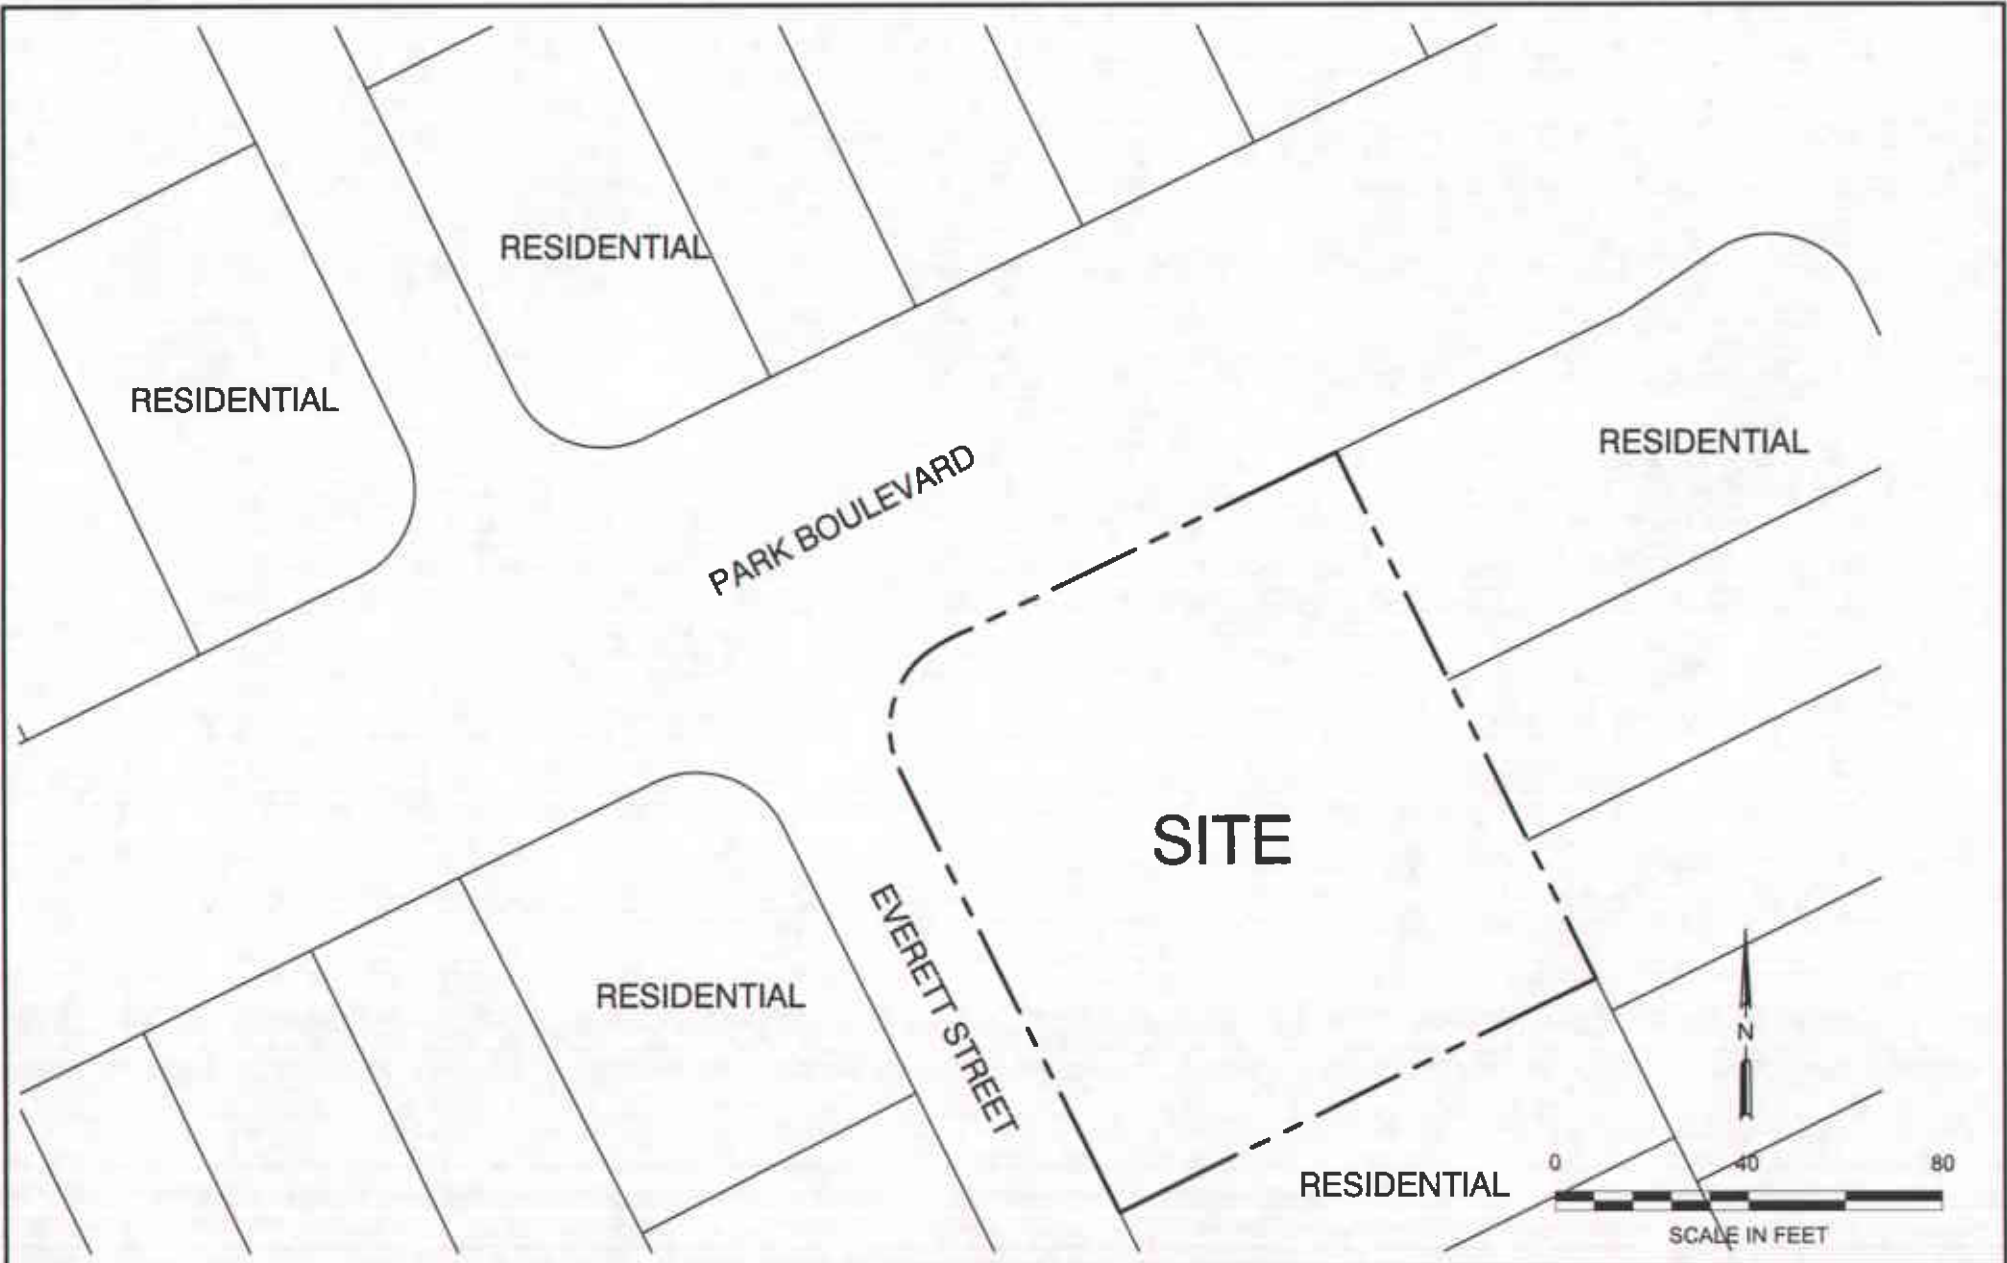 RESIDENTIAL
RESIDENTIAL
RESIDENTIAL
PARK BOULEVARD
SITE
EVERETT STREET
RESIDENTIAL
N
RESIDENTIAL
0 40 80
SCALE IN FEET